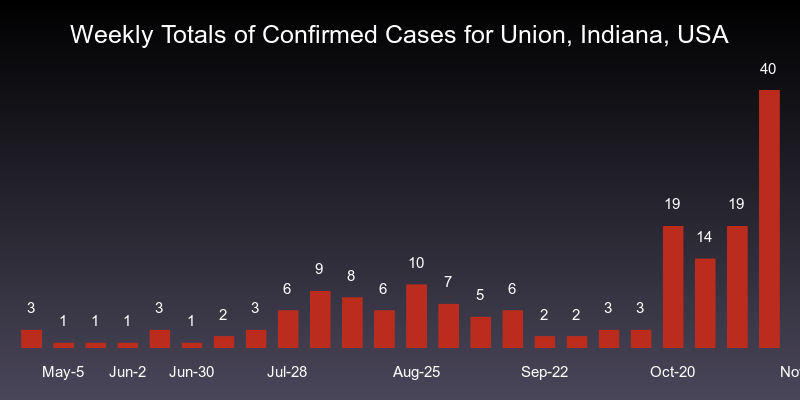 Weekly Totals of Confirmed Cases for Union, Indiana, USA
40
19 14 19
10
9 8 7
6 6 5 6
3 1 1 1 3 1 2 3 2 2 3 3
May-5 Jun-2 Jun-30 Jul-28 Aug-25 Sep-22 Oct-20 Nov